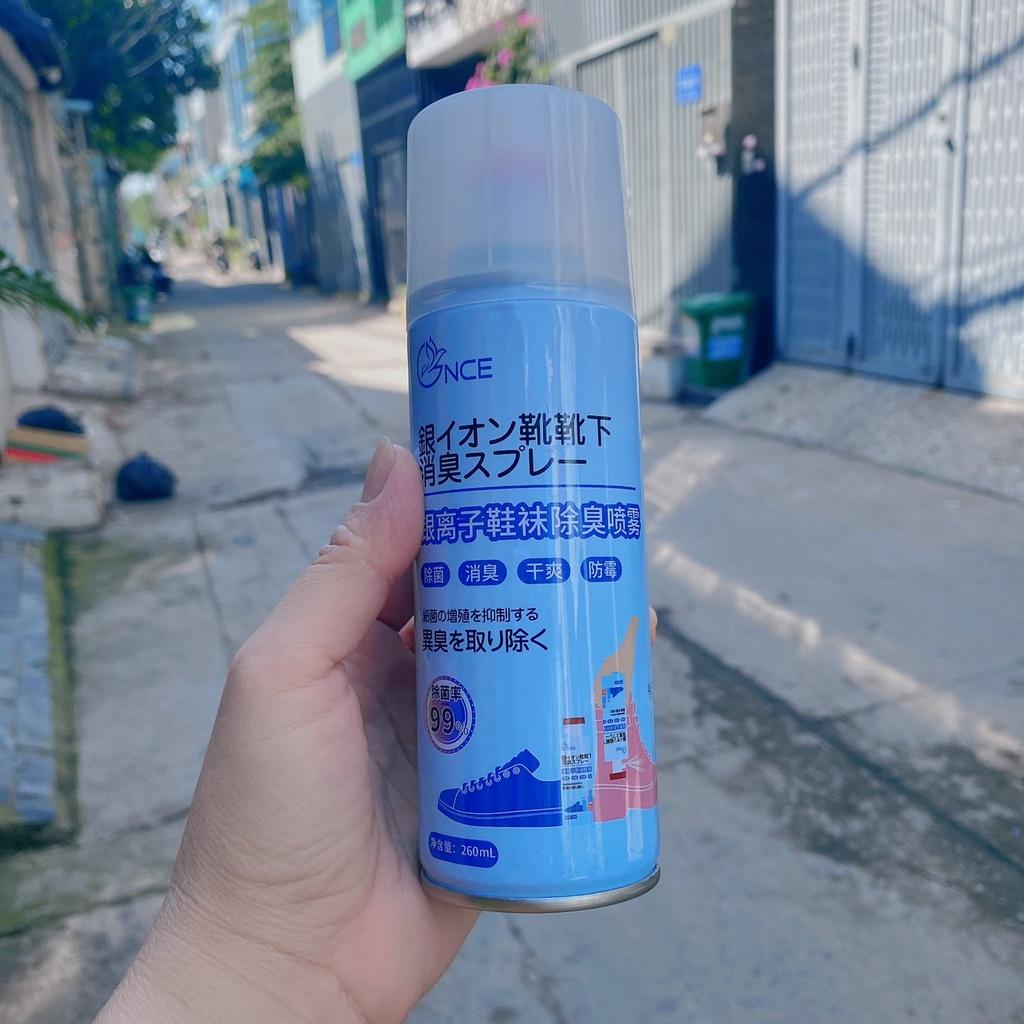 ONCE
銀イオン靴靴下
消臭スプレー
银离子鞋袜除臭喷雾
除菌 消臭 干爽 防霉
細菌の増殖を抑制する
異臭を取り除く
除菌率
99%
净含量：260mL